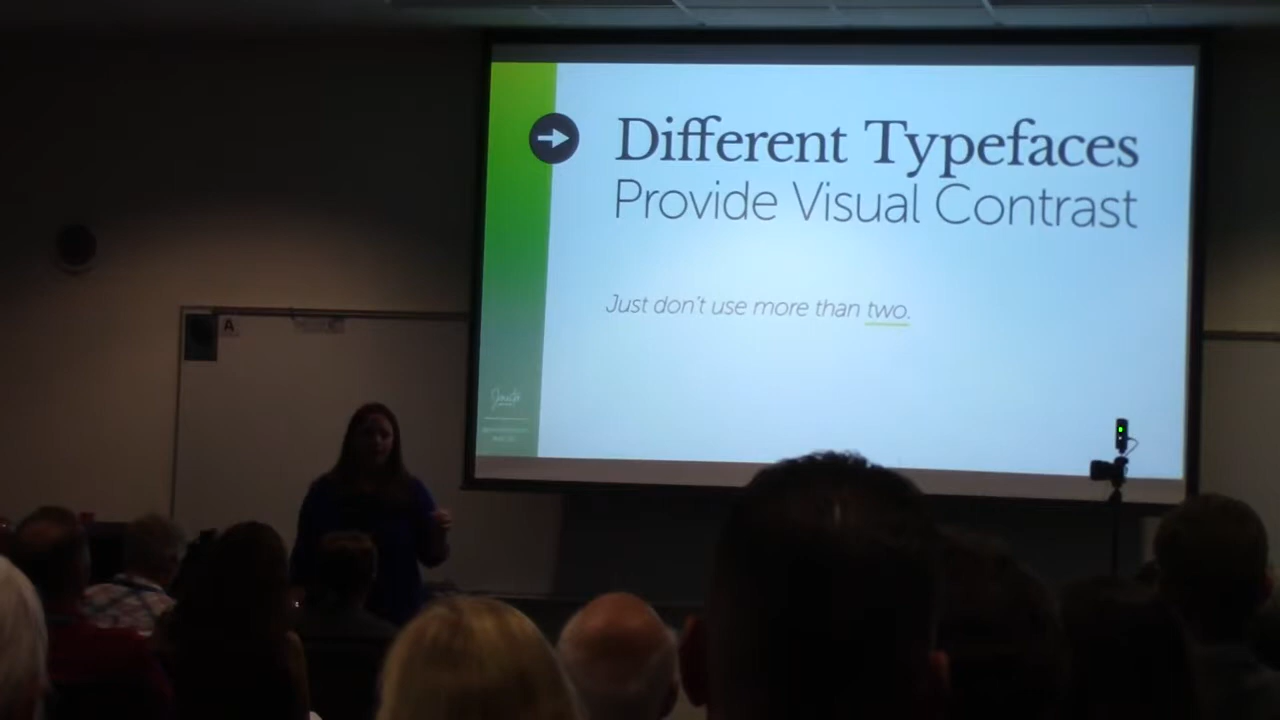 Different Typefaces
Provide Visual Contrast
Just don't use more than two.
A